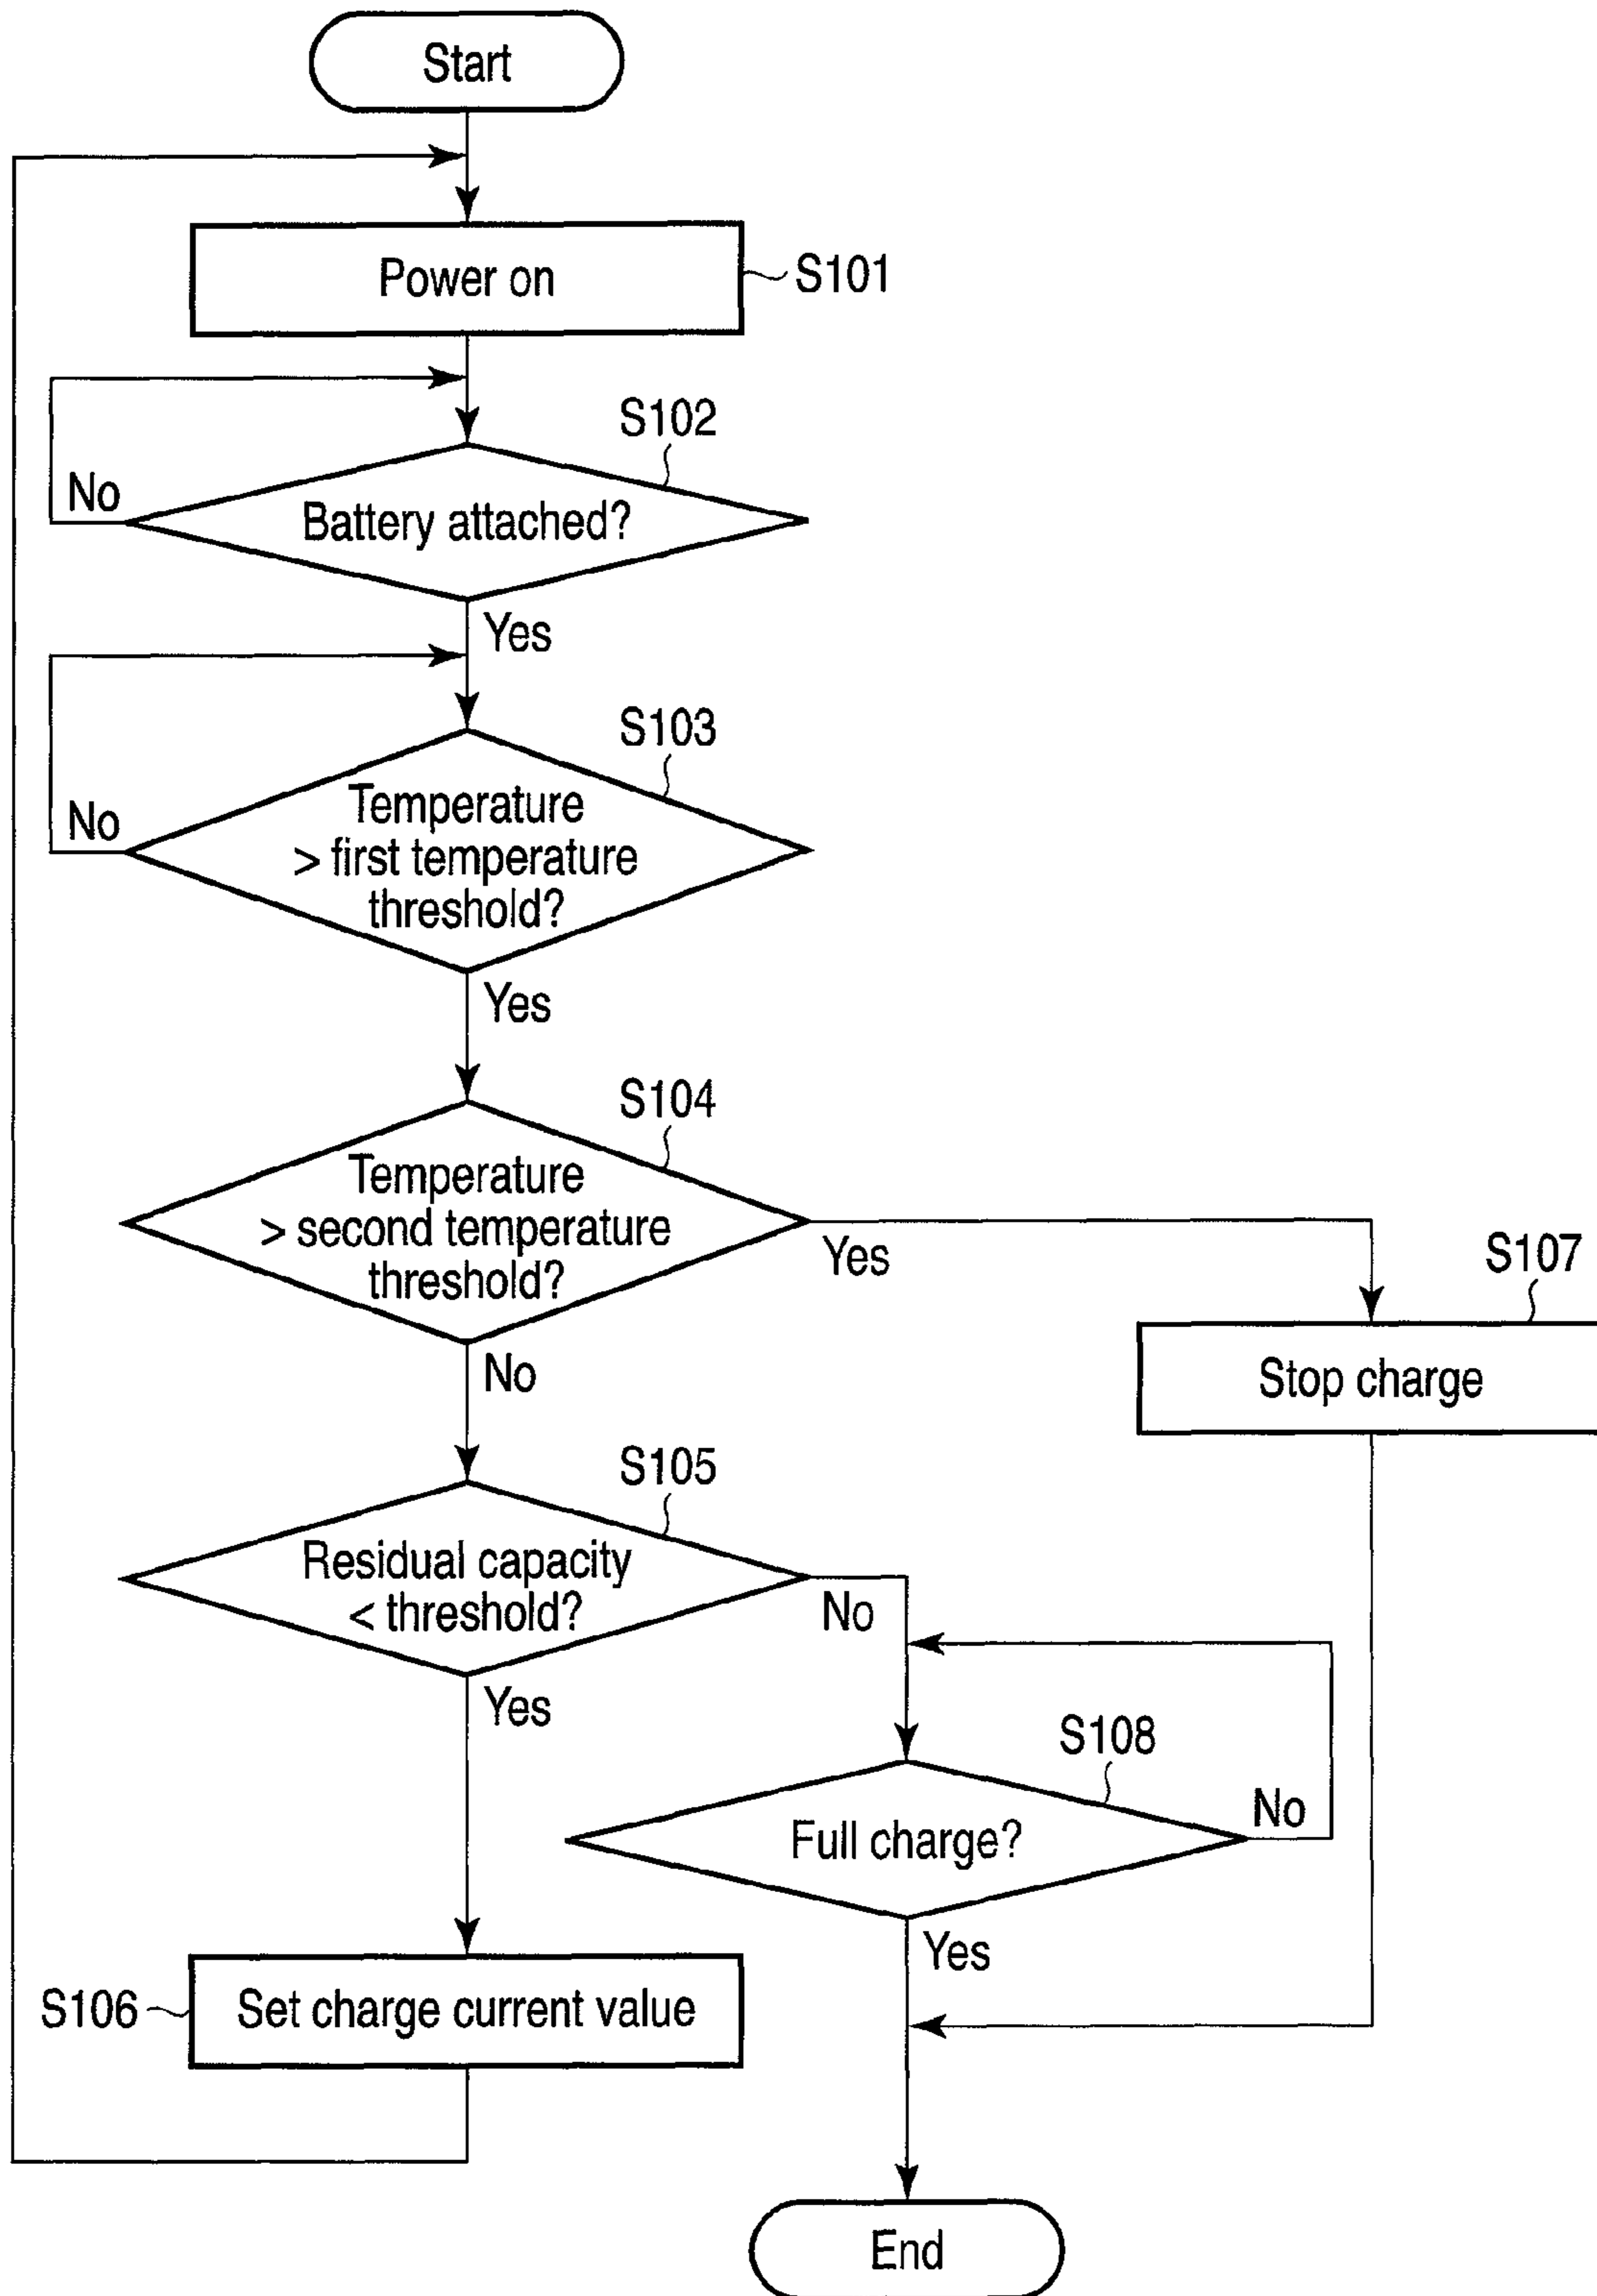 Start
Power on
S101
S102
No
Battery attached?
Yes
S103
No
Temperature
> first temperature
threshold?
Yes
S104
Temperature
> second temperature
threshold?
Yes
No
S107
Stop charge
S105
Residual capacity
< threshold?
No
Yes
S108
Full charge?
No
Yes
S106
Set charge current value
End